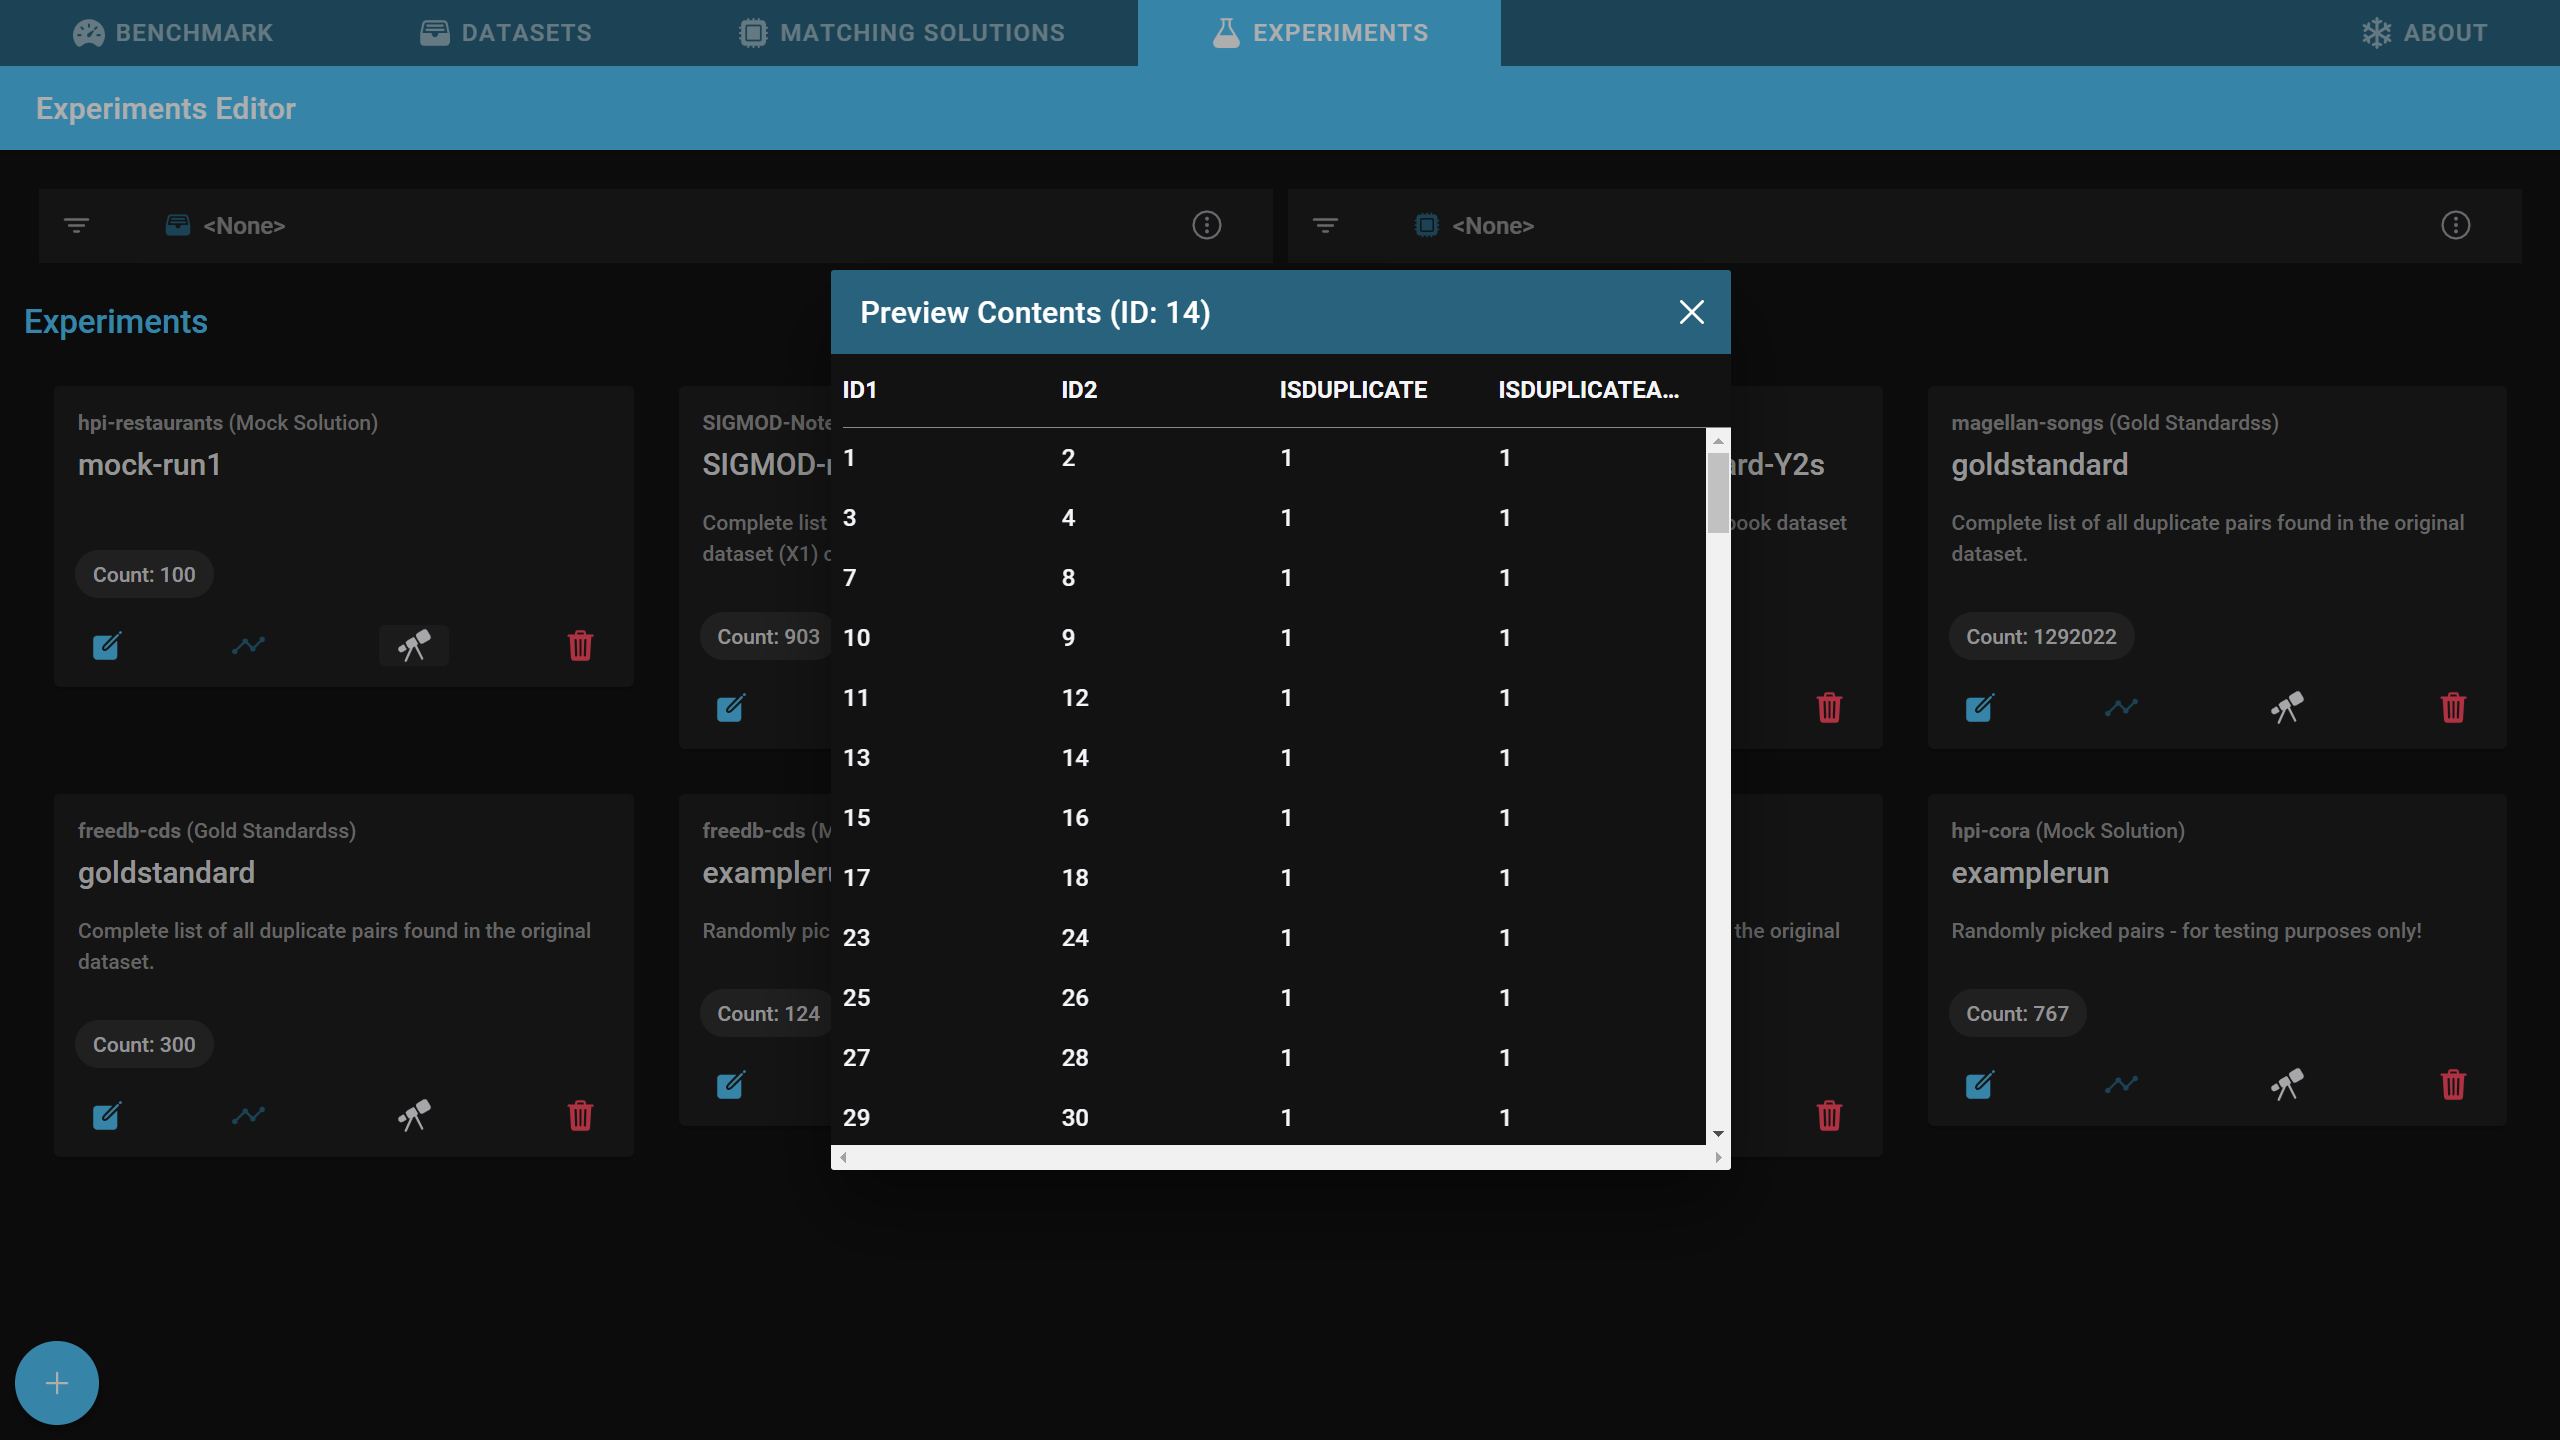 BENCHMARK
DATASETS
MATCHING SOLUTIONS
EXPERIMENTS
ABOUT
Experiments Editor
<None>
<None>
Experiments
Preview Contents (ID: 14)
ID1 ID2 ISDUPLICATE ISDUPLICATEA...
1 2 1 1
3 4 1 1
7 8 1 1
10 9 1 1
11 12 1 1
13 14 1 1
15 16 1 1
17 18 1 1
23 24 1 1
25 26 1 1
27 28 1 1
29 30 1 1
hpi-restaurants (Mock Solution)
mock-run1
Count: 100
SIGMOD-Note
SIGMOD-
Complete list
dataset (X1)
Count: 903
ard-Y2s
book dataset
magellan-songs (Gold Standardss)
goldstandard
Complete list of all duplicate pairs found in the original
dataset.
Count: 1292022
freedb-cds (Gold Standardss)
goldstandard
Complete list of all duplicate pairs found in the original
dataset.
Count: 300
freedb-cds (M
exampleru
Randomly pic
Count: 124
the original
hpi-cora (Mock Solution)
examplerun
Randomly picked pairs - for testing purposes only!
Count: 767